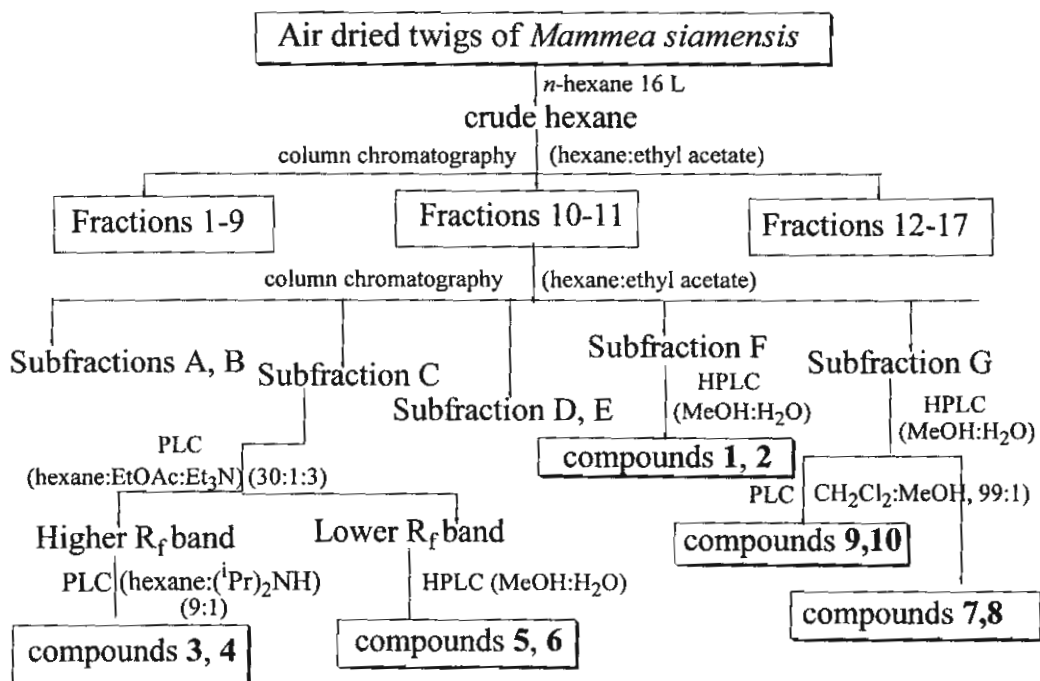 Air dried twigs of Mammea siamensis
n-hexane 16 L
crude hexane
column chromatography (hexane:ethyl acetate)
Fractions 1-9
Fractions 10-11
Fractions 12-17
column chromatography (hexane:ethyl acetate)
Subfractions A, B
Subfraction C
Subfraction D, E
Subfraction F
Subfraction G
HPLC
(MeOH:H₂O)
HPLC
(MeOH:H₂O)
compounds 1, 2
PLC
(hexane:EtOAc:Et₃N) (30:1:3)
PLC CH₂Cl₂:MeOH, 99:1)
Higher Rf band
Lower Rf band
compounds 9,10
PLC (hexane:(ⁱPr)₂NH)
(9:1)
HPLC (MeOH:H₂O)
compounds 7,8
compounds 3, 4
compounds 5, 6